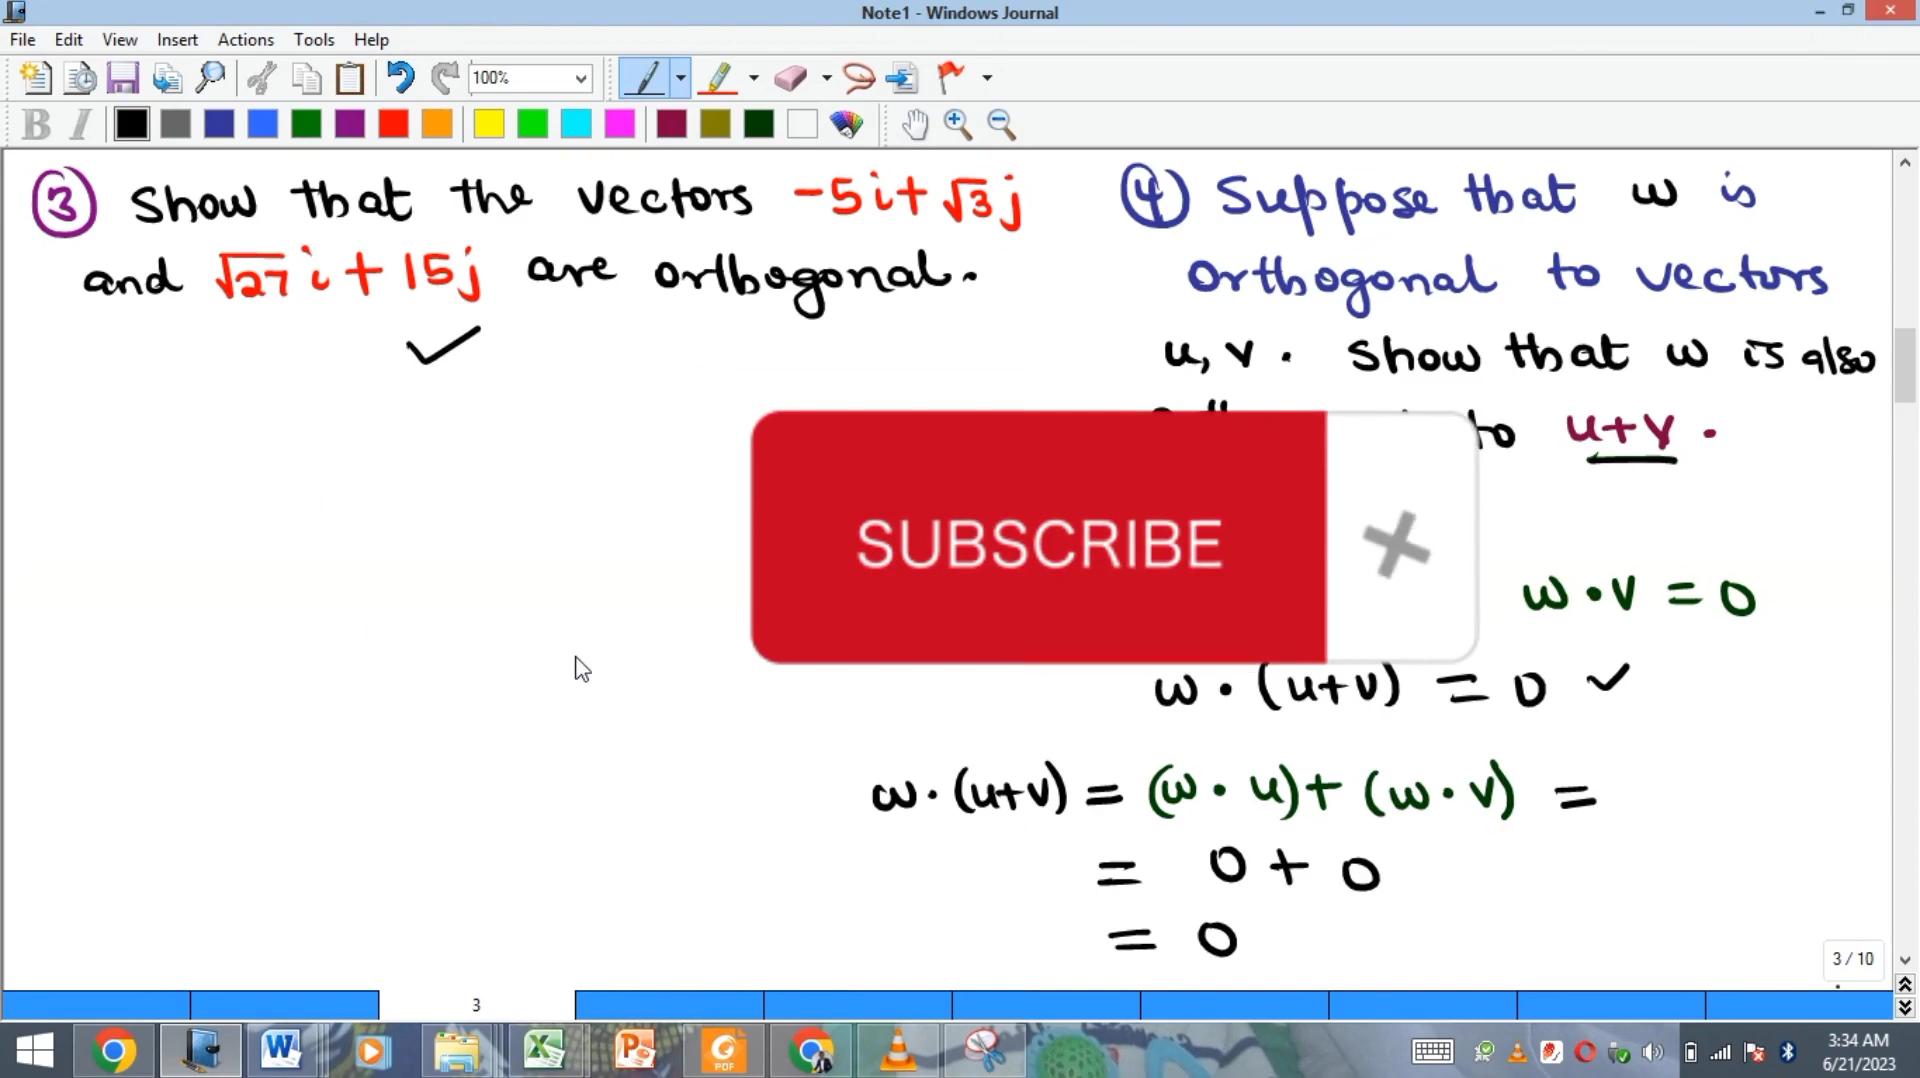 Note1 - Windows Journal
File Edit View Insert Actions Tools Help
100%
B I
③ Show that the vectors -5i+√3j
and √27i+15j are orthogonal.
④ Suppose that w is
orthogonal to vectors
u, v. Show that w is also
to u+v.
SUBSCRIBE +
w·v = 0
w·(u+v) = 0 ✓
w·(u+v) = (w·u)+(w·v) =
= 0+0
= 0
3 / 10
3
PDF
3:34 AM
6/21/2023